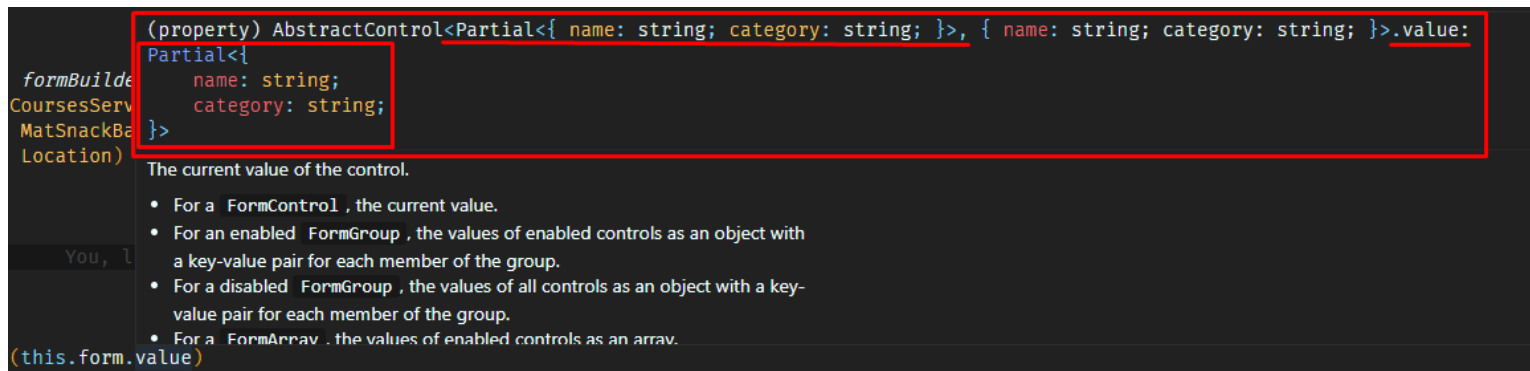 (property) AbstractControl<Partial<{ name: string; category: string; }>, { name: string; category: string; }>.value:
Partial<{
formBuilde name: string;
CoursesServ category: string;
MatSnackBa }>
Location)
The current value of the control.
• For a FormControl , the current value.
• For an enabled FormGroup , the values of enabled controls as an object with
You, l a key-value pair for each member of the group.
• For a disabled FormGroup , the values of all controls as an object with a key-
value pair for each member of the group.
• For a FormArray , the values of enabled controls as an array.
(this.form.value)